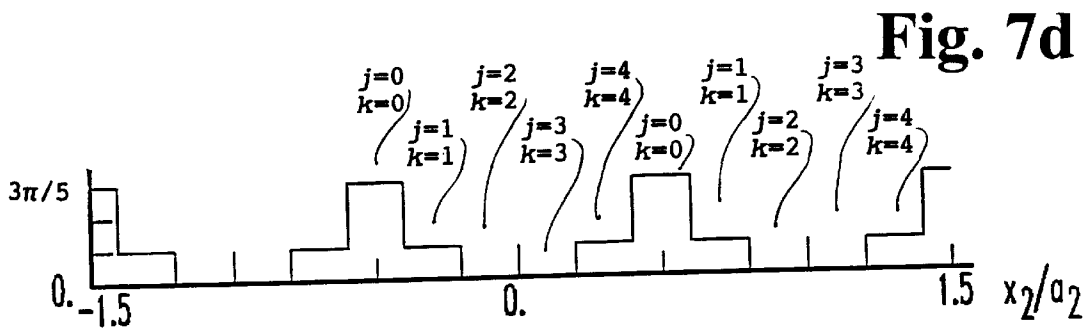 Fig. 7d
j=0
k=0
j=1
k=1
j=2
k=2
j=3
k=3
j=4
k=4
j=0
k=0
j=1
k=1
j=2
k=2
j=3
k=3
j=4
k=4
3π/5
0.
-1.5
0.
1.5
x₂/a₂